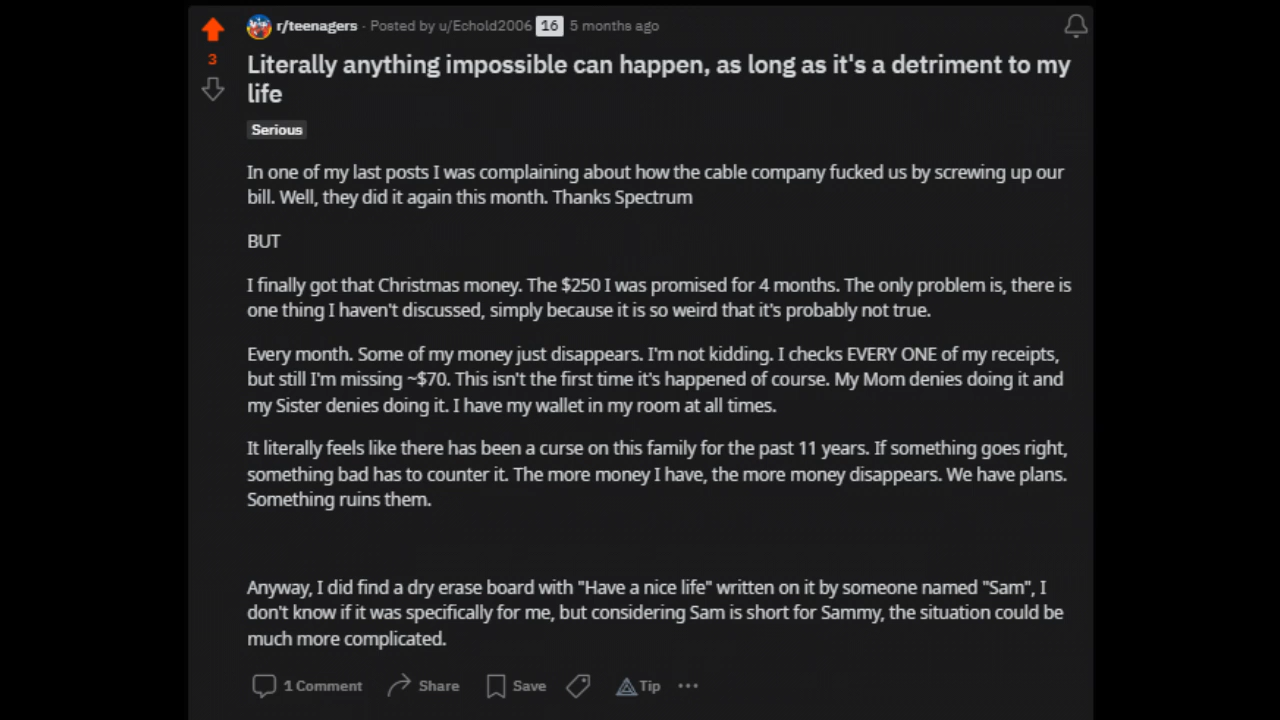 r/teenagers · Posted by u/Echold2006 16 5 months ago
3
Literally anything impossible can happen, as long as it's a detriment to my
life
Serious
In one of my last posts I was complaining about how the cable company fucked us by screwing up our
bill. Well, they did it again this month. Thanks Spectrum
BUT
I finally got that Christmas money. The $250 I was promised for 4 months. The only problem is, there is
one thing I haven't discussed, simply because it is so weird that it's probably not true.
Every month. Some of my money just disappears. I'm not kidding. I checks EVERY ONE of my receipts,
but still I'm missing ~$70. This isn't the first time it's happened of course. My Mom denies doing it and
my Sister denies doing it. I have my wallet in my room at all times.
It literally feels like there has been a curse on this family for the past 11 years. If something goes right,
something bad has to counter it. The more money I have, the more money disappears. We have plans.
Something ruins them.
Anyway, I did find a dry erase board with "Have a nice life" written on it by someone named "Sam", I
don't know if it was specifically for me, but considering Sam is short for Sammy, the situation could be
much more complicated.
1 Comment Share Save Tip